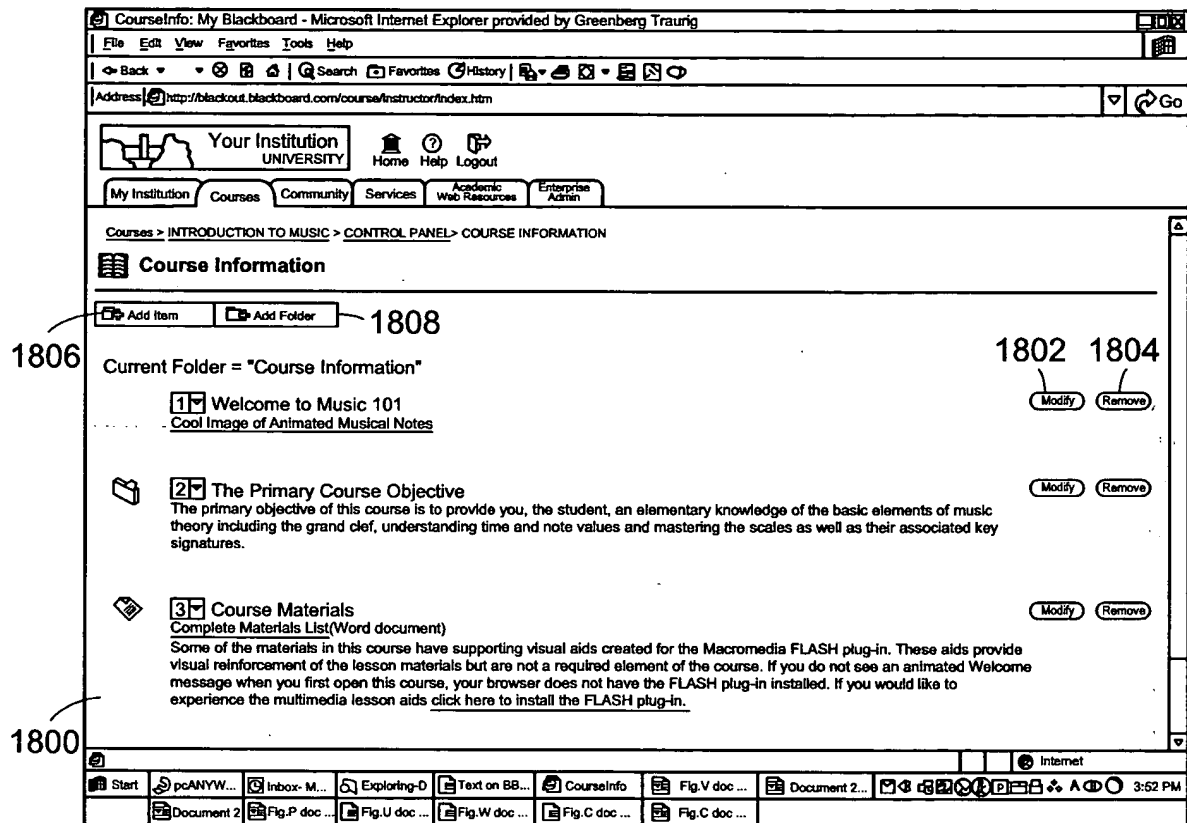 CourseInfo: My Blackboard - Microsoft Internet Explorer provided by Greenberg Traurig
File Edit View Favorites Tools Help
Back Search Favorites History
Address http://blackout.blackboard.com/course/instructor/index.htm Go
Your Institution
UNIVERSITY
Home Help Logout
My Institution Courses Community Services Academic Web Resources Enterprise Admin
Courses > INTRODUCTION TO MUSIC > CONTROL PANEL> COURSE INFORMATION
Course Information
Add Item Add Folder 1808
1806
1802 1804
Current Folder = "Course Information"
1 Welcome to Music 101 Modify Remove
Cool Image of Animated Musical Notes
2 The Primary Course Objective Modify Remove
The primary objective of this course is to provide you, the student, an elementary knowledge of the basic elements of music
theory including the grand clef, understanding time and note values and mastering the scales as well as their associated key
signatures.
3 Course Materials Modify Remove
Complete Materials List(Word document)
Some of the materials in this course have supporting visual aids created for the Macromedia FLASH plug-in. These aids provide
visual reinforcement of the lesson materials but are not a required element of the course. If you do not see an animated Welcome
message when you first open this course, your browser does not have the FLASH plug-in installed. If you would like to
experience the multimedia lesson aids click here to install the FLASH plug-in.
1800
Internet
Start pcANYW... Inbox- M... Exploring-D Text on BB... CourseInfo Fig.V doc ... Document 2... 3:52 PM
Document 2 Fig.P doc ... Fig.U doc ... Fig.W doc ... Fig.C doc ... Fig.C doc ...